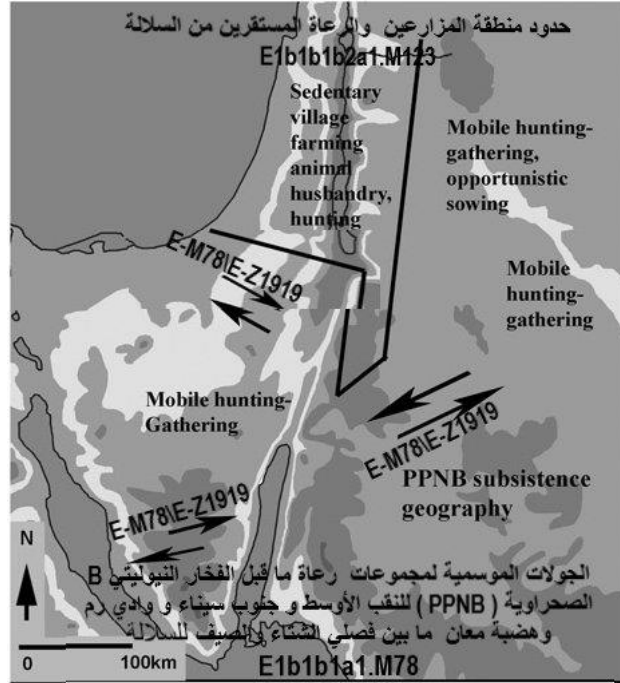 حدود منطقة المزارعين والرعاة المستقرين من السلالة
E1b1b1b2a1.M123
Sedentary
village
farming
animal
husbandry,
hunting
Mobile hunting-
gathering,
opportunistic
sowing
Mobile
hunting-
gathering
E-M78\E-Z1919
Mobile hunting-
Gathering
E-M78\E-Z1919
PPNB subsistence
geography
E-M78\E-Z1919
N
الجولات الموسمية لمجموعات رعاة ما قبل الفخار النيوليتي B
الصحراوية ( PPNB ) للنقب الأوسط و جنوب سيناء و وادي رم
وهضبة معان ما بين فصلي الشتاء والصيف للسلالة
0 100km
E1b1b1a1.M78